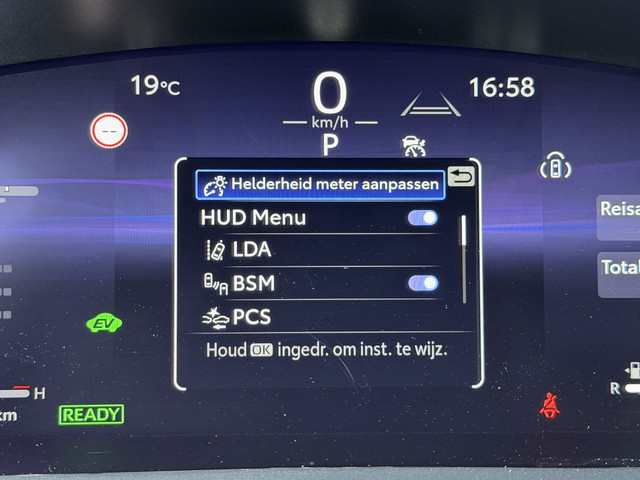 19°C
0
16:58
--
km/h
P
Helderheid meter aanpassen
HUD Menu
Reisa
LDA
Total
BSM
EV
PCS
Houd OK ingedr. om inst. te wijz.
H
R
km
READY